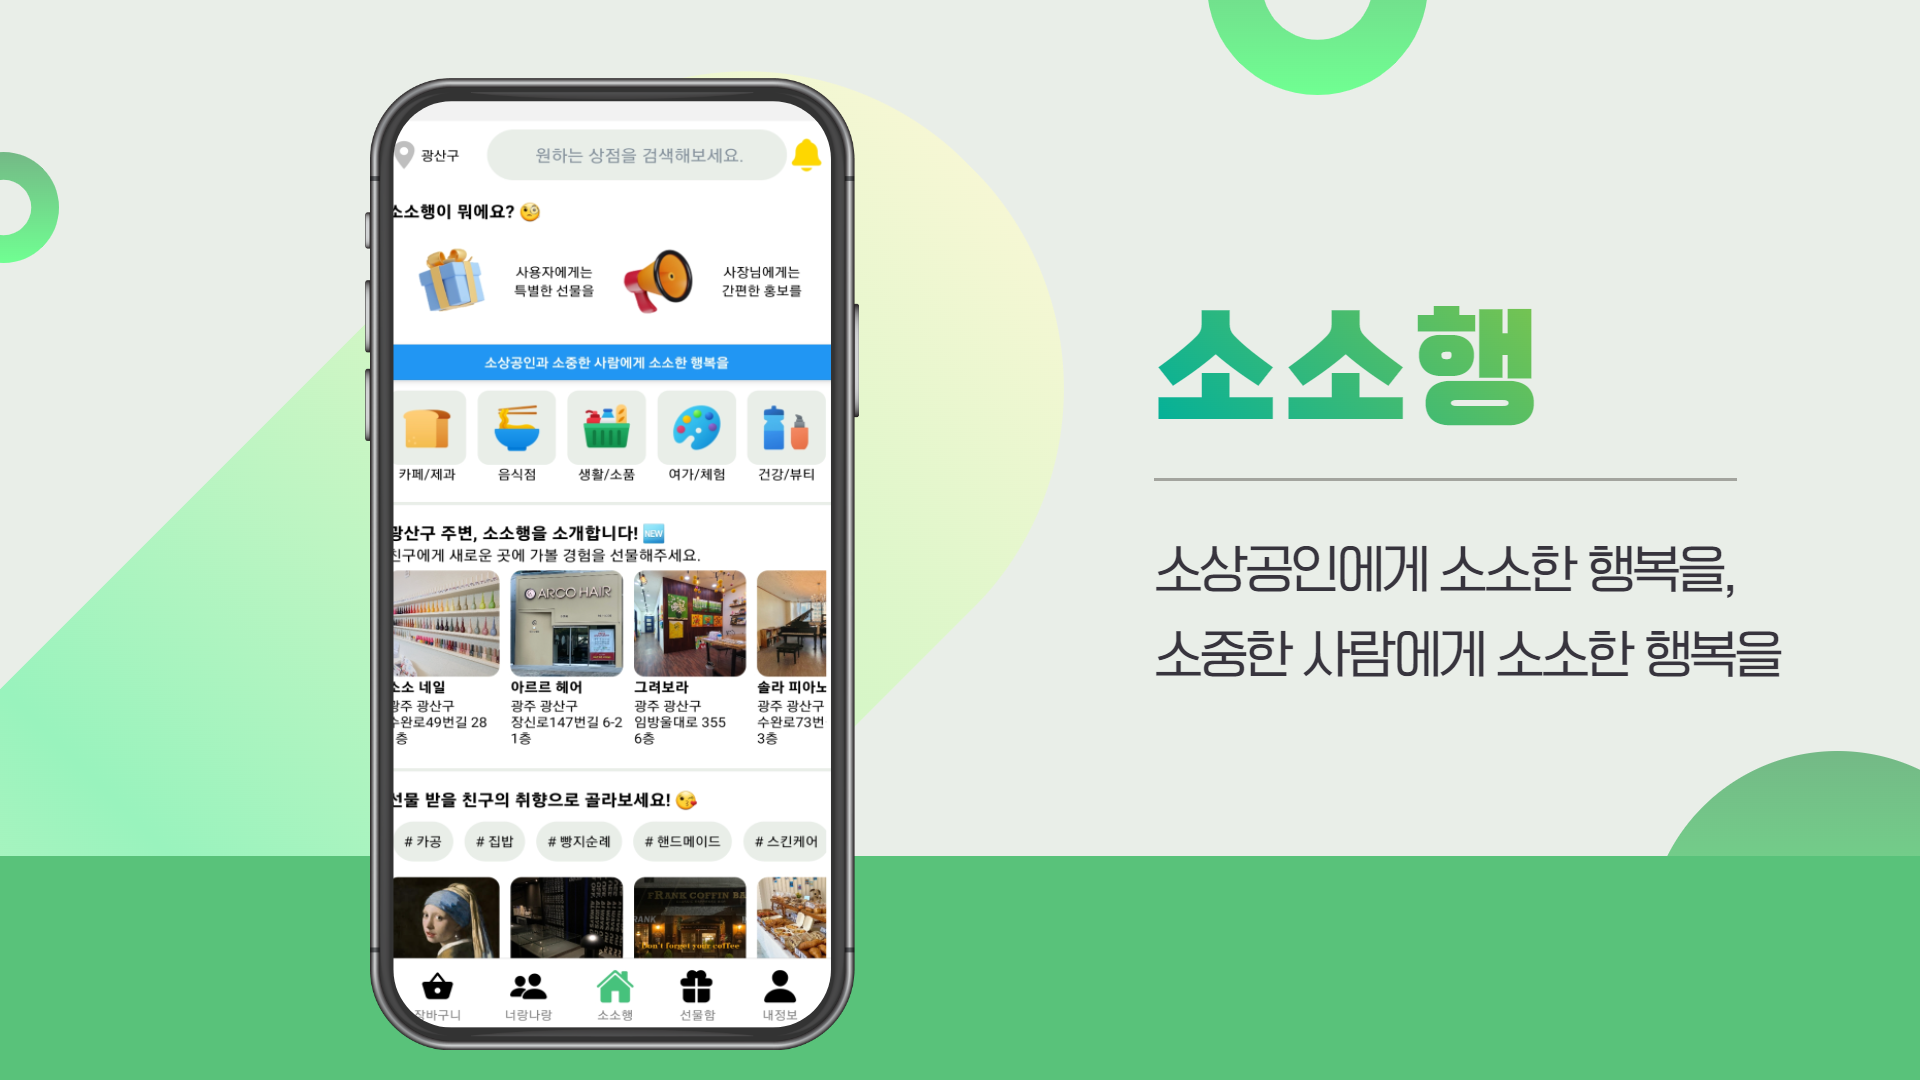 광산구
원하는 상점을 검색해보세요.
소소행이 뭐에요?
사용자에게는
특별한 선물을
사장님에게는
간편한 홍보를
소상공인과 소중한 사람에게 소소한 행복을
카페/제과
음식점
생활/소품
여가/체험
건강/뷰티
광산구 주변, 소소행을 소개합니다! NEW
친구에게 새로운 곳에 가볼 경험을 선물해주세요.
ARCO HAIR
소소 네일
광주 광산구
수완로49번길 28
층
아르르 헤어
광주 광산구
장신로147번길 6-2
1층
그려보라
광주 광산구
임방울대로 355
6층
솔라 피아노
광주 광산구
수완로73번
3층
선물 받을 친구의 취향으로 골라보세요!
# 카공
# 집밥
# 빵지순례
# 핸드메이드
# 스킨케어
FRANK COFFIN BA
RANK
Don't forget your coffee
장바구니
너랑나랑
소소행
선물함
내정보
소소행
소상공인에게 소소한 행복을,
소중한 사람에게 소소한 행복을